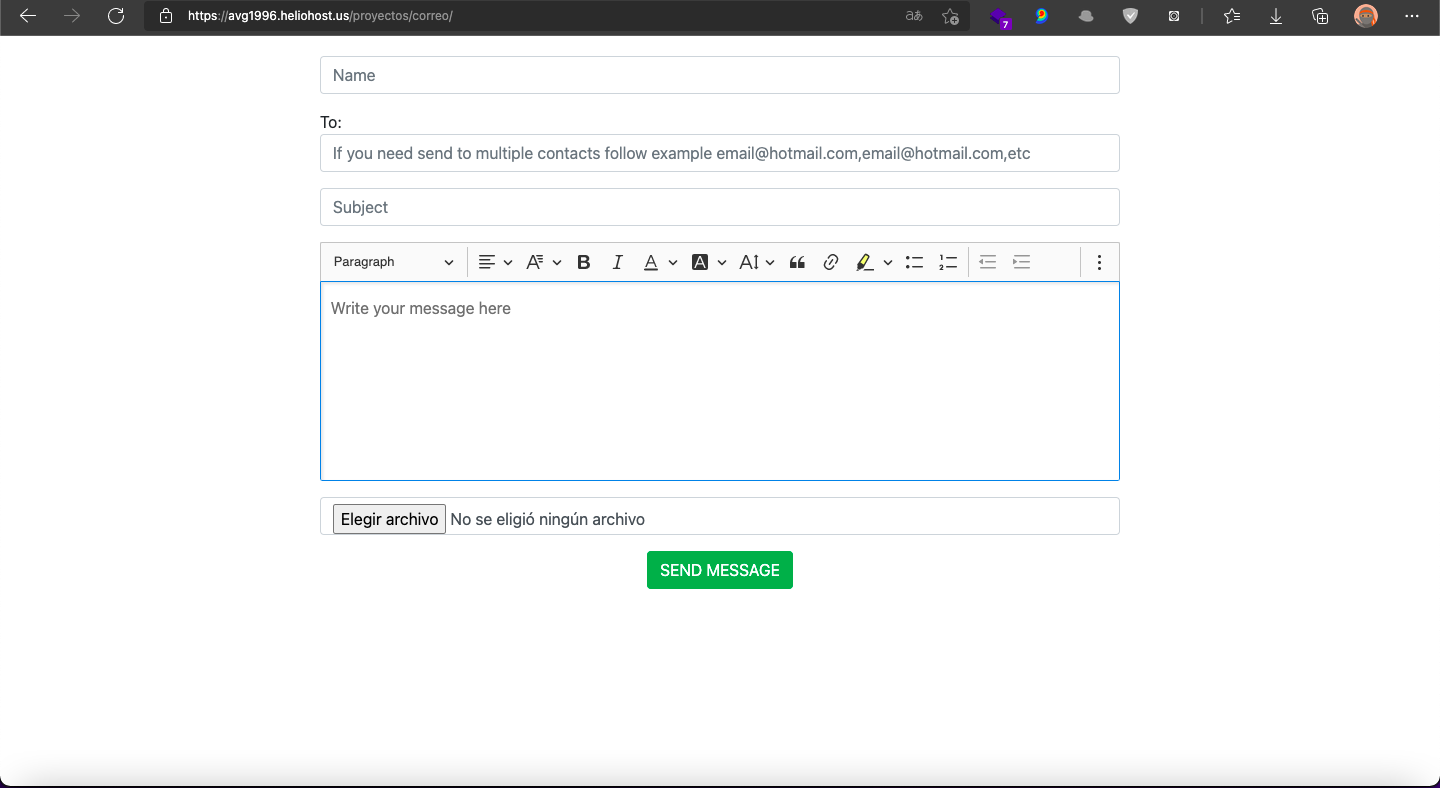 https://avg1996.heliohost.us/proyectos/correo/
aあ
7
Name
To:
If you need send to multiple contacts follow example email@hotmail.com,email@hotmail.com,etc
Subject
Paragraph
Write your message here
Elegir archivo No se eligió ningún archivo
SEND MESSAGE